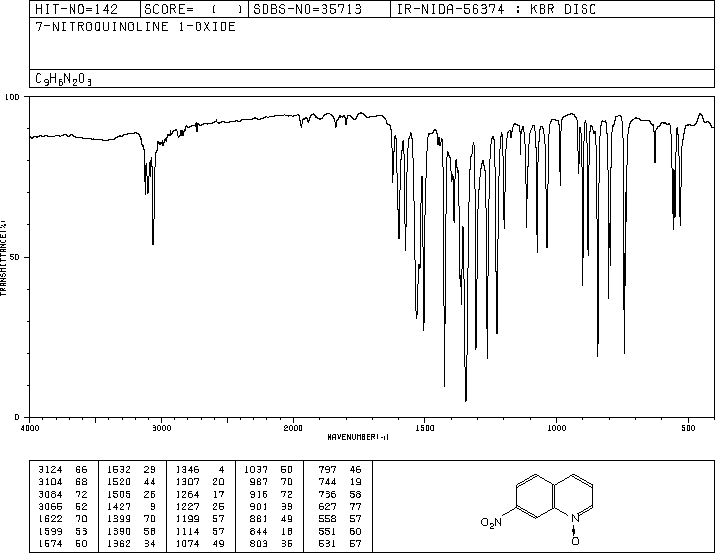 HIT-NO=142 SCORE= ( ) SDBS-NO=35713 IR-NIDA-56374 : KBR DISC
7-NITROQUINOLINE 1-OXIDE
C9H6N2O3
100
50
0
TRANSMITTANCE(%)
4000 3000 2000 1500 1000 500
WAVENUMBER(-1)
3124 66 1532 29 1346 4 1037 50 797 46
3104 68 1520 44 1307 20 987 70 744 19
3084 72 1505 26 1264 17 916 72 736 58
3065 52 1427 9 1227 25 901 39 627 77
1622 70 1399 70 1199 57 881 49 558 57
1599 53 1390 58 1114 57 844 18 551 60
1574 50 1362 34 1074 49 803 36 531 57
O2N
N
O